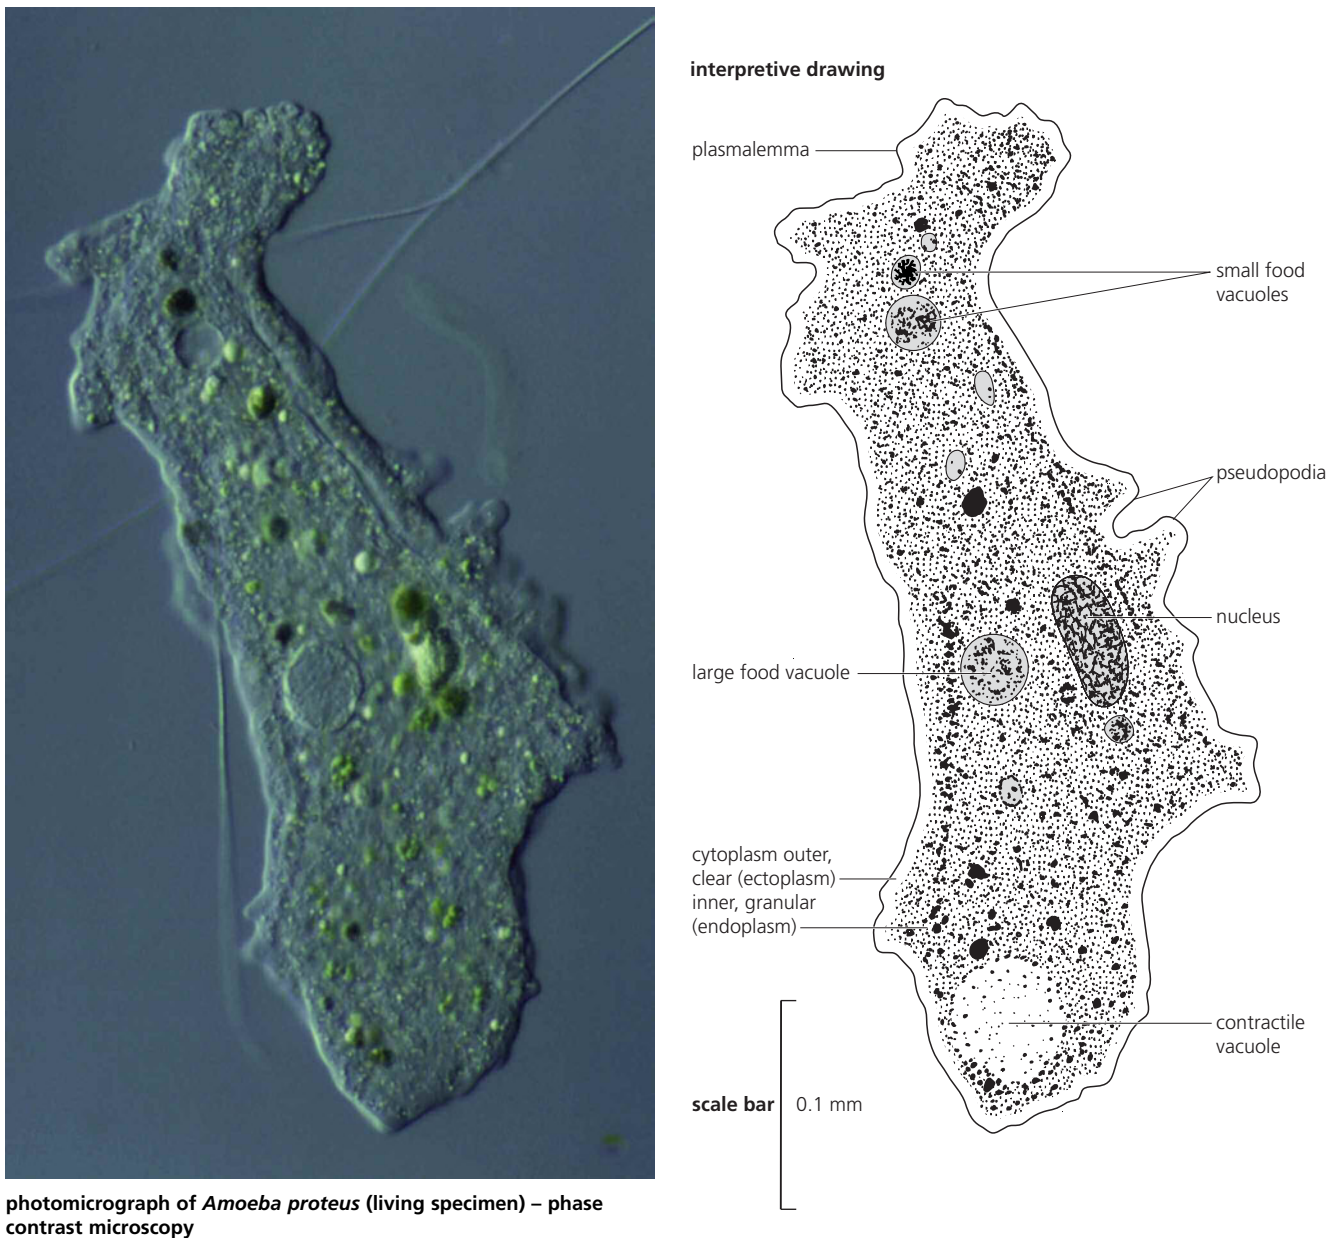 interpretive drawing
plasmalemma
small food
vacuoles
pseudopodia
nucleus
large food vacuole
cytoplasm outer,
clear (ectoplasm)
inner, granular
(endoplasm)
contractile
vacuole
scale bar
0.1 mm
photomicrograph of Amoeba proteus (living specimen) – phase
contrast microscopy